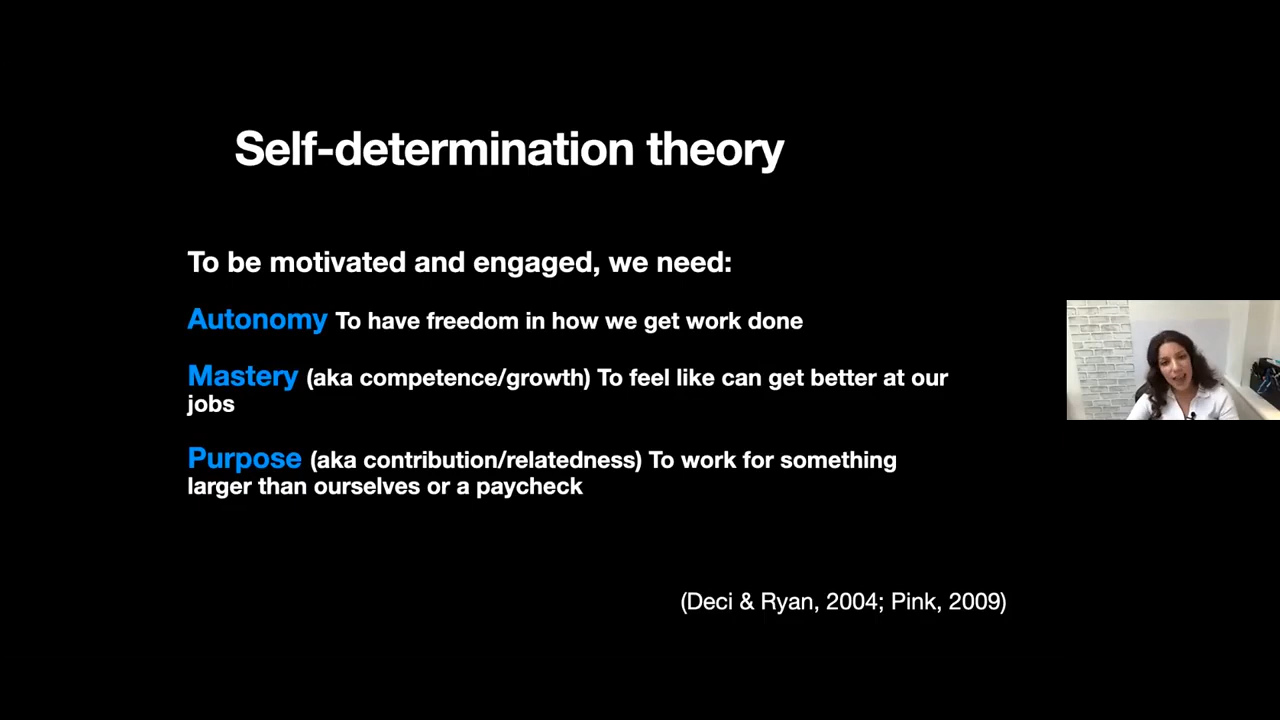 Self-determination theory
To be motivated and engaged, we need:
Autonomy To have freedom in how we get work done
Mastery (aka competence/growth) To feel like can get better at our
jobs
Purpose (aka contribution/relatedness) To work for something
larger than ourselves or a paycheck
(Deci & Ryan, 2004; Pink, 2009)